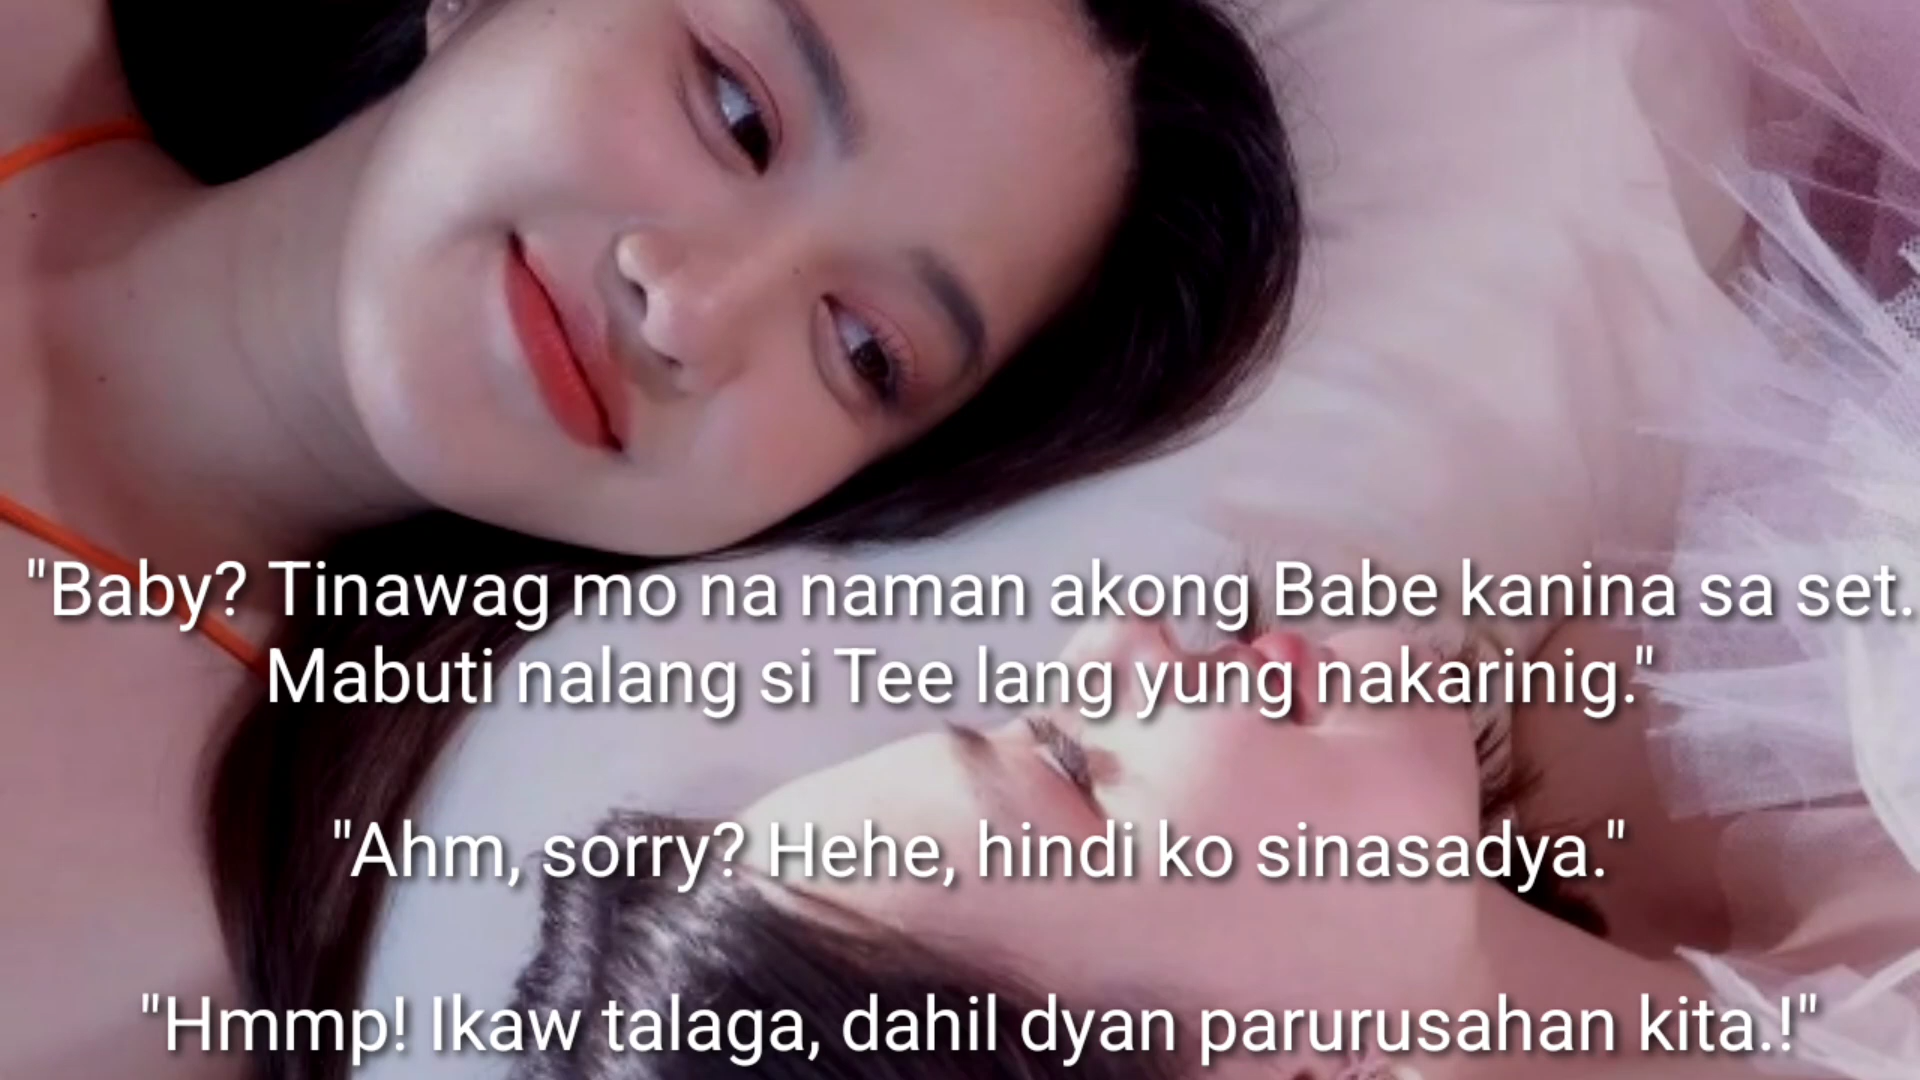 "Baby? Tinawag mo na naman akong Babe kanina sa set.
Mabuti nalang si Tee lang yung nakarinig."
"Ahm, sorry? Hehe, hindi ko sinasadya."
"Hmmp! Ikaw talaga, dahil dyan parurusahan kita.!"